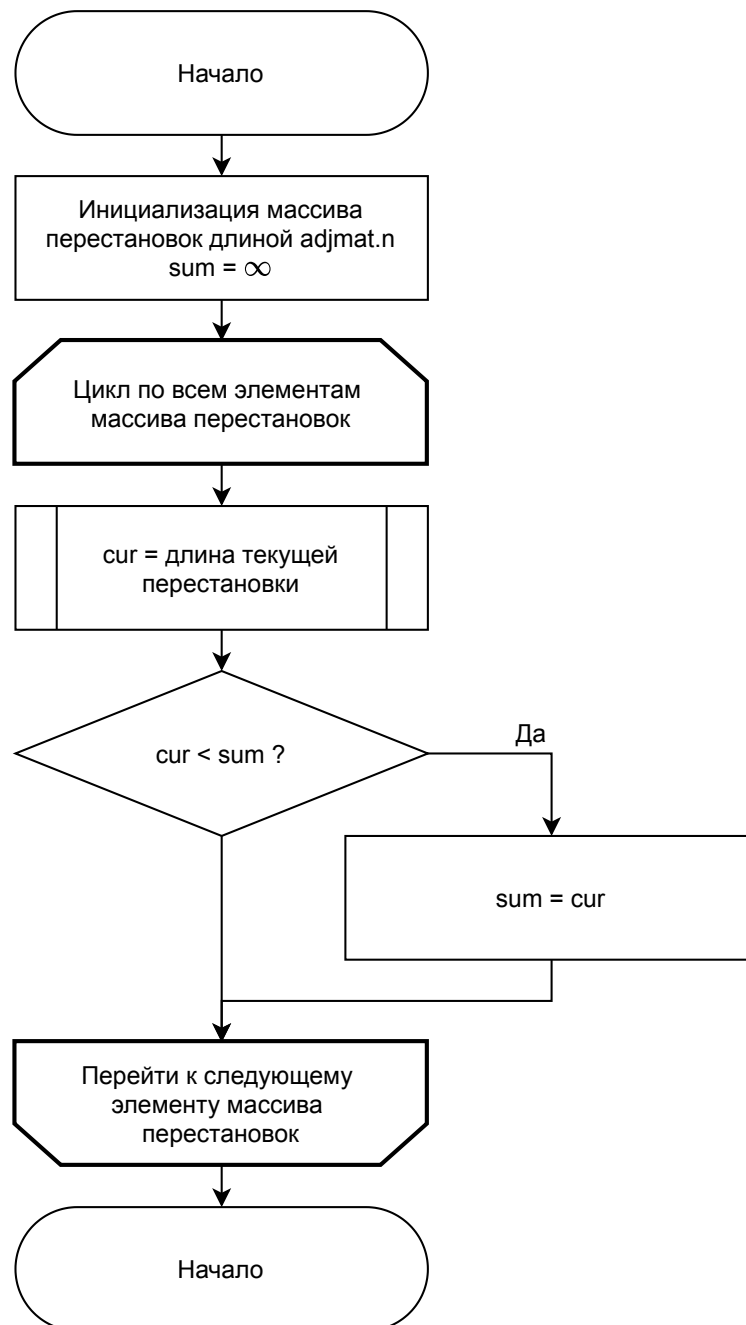 Начало
Инициализация массива
перестановок длиной adjmat.n
sum = ∞
Цикл по всем элементам
массива перестановок
cur = длина текущей
перестановки
cur < sum ?
Да
sum = cur
Перейти к следующему
элементу массива
перестановок
Начало